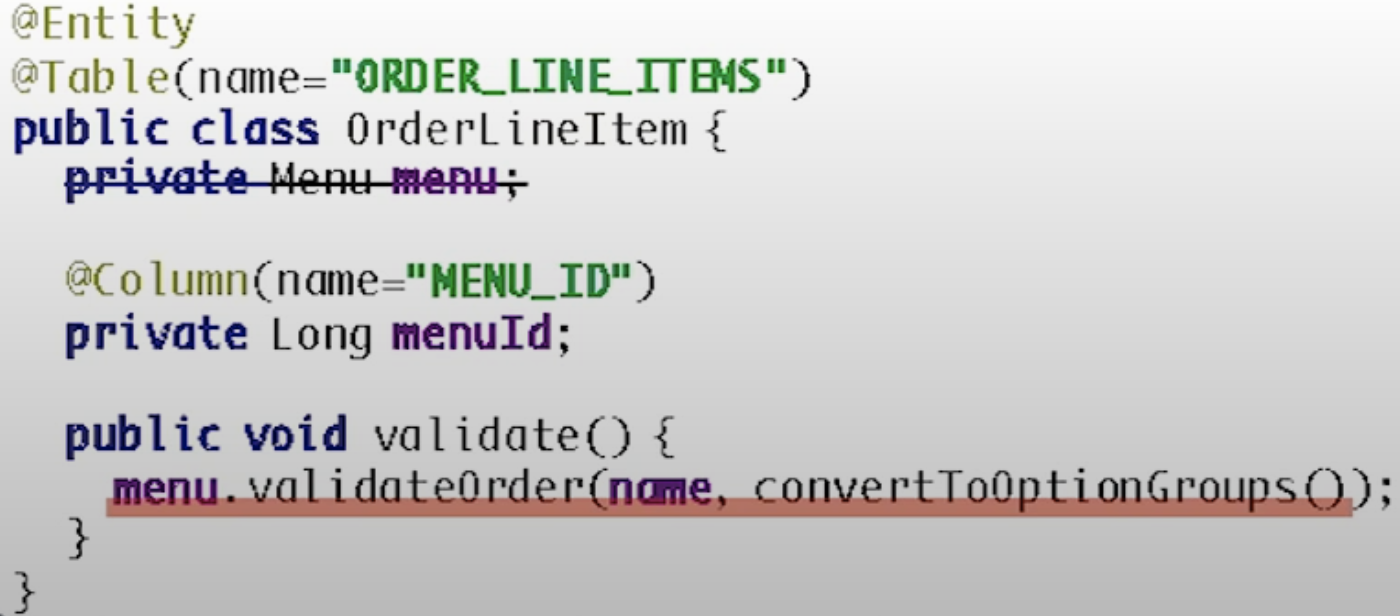 @Entity
@Table(name="ORDER_LINE_ITEMS")
public class OrderLineItem {
private Menu menu;
@Column(name="MENU_ID")
private Long menuId;
public void validate() {
menu.validateOrder(name, convertToOptionGroups());
}
}